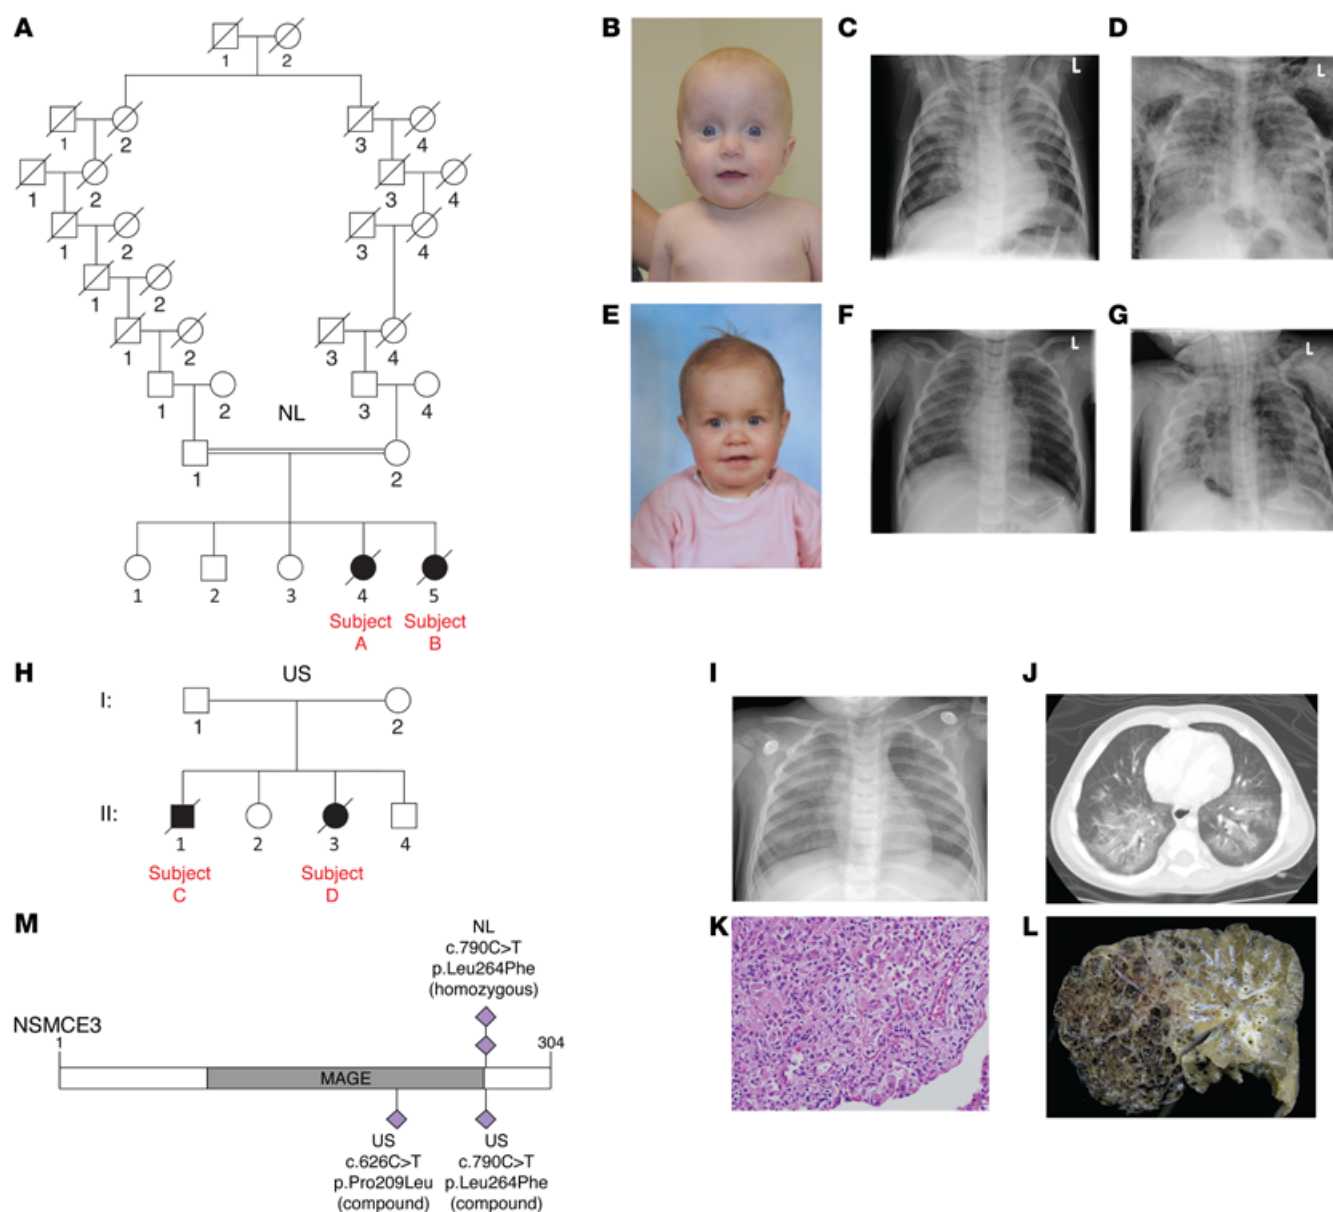 A
1 2
1 2 3 4
1 2 3 4
1 2 3 4
1 2
1 2 3 4
1 2 3 4
NL
1 2
1 2 3 4 5
Subject A
Subject B
B
C
L
D
L
E
F
L
G
L
H
US
I:
1 2
II:
1 2 3 4
Subject C
Subject D
I
J
K
L
M
NL
c.790C>T
p.Leu264Phe
(homozygous)
NSMCE3
1 304
MAGE
US
c.626C>T
p.Pro209Leu
(compound)
US
c.790C>T
p.Leu264Phe
(compound)